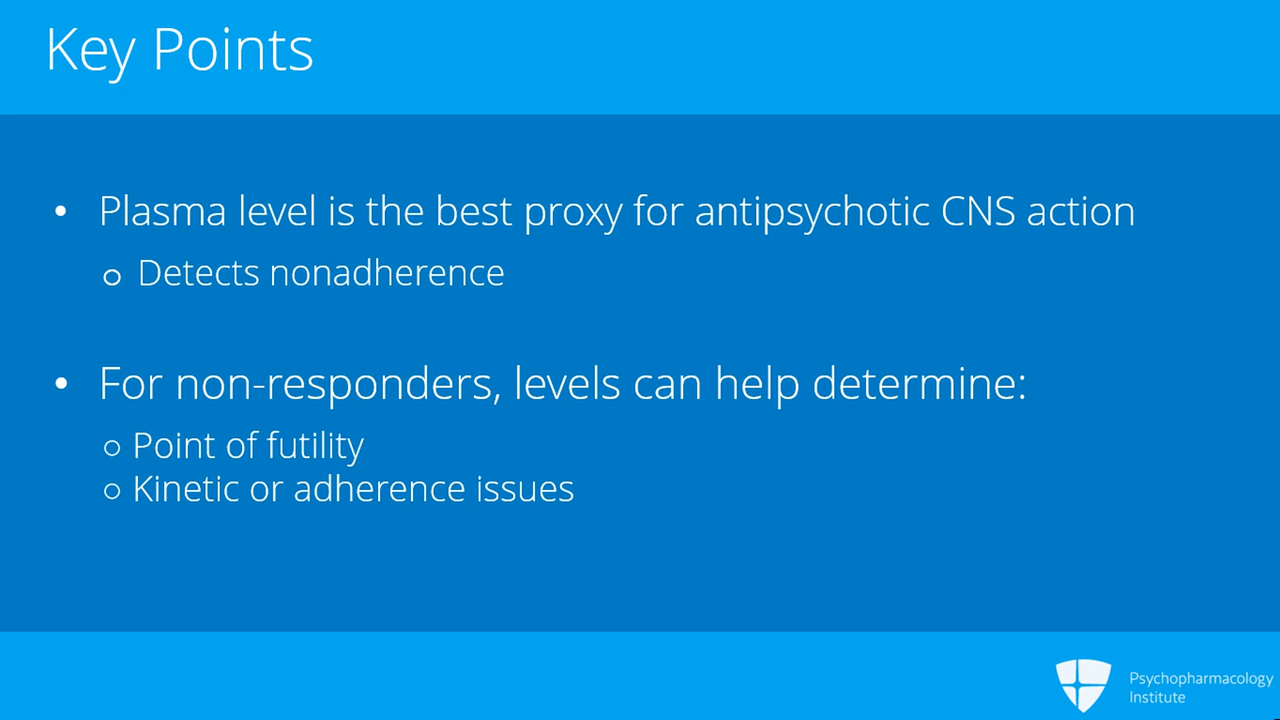 Key Points
• Plasma level is the best proxy for antipsychotic CNS action
○ Detects nonadherence
• For non-responders, levels can help determine:
○ Point of futility
○ Kinetic or adherence issues
Psychopharmacology
Institute